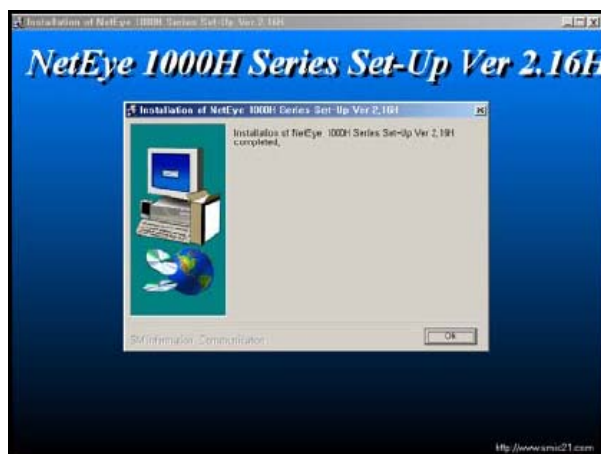 Installation of NetEye 1000H Series Set-Up Ver 2.16H
NetEye 1000H Series Set-Up Ver 2.16H
Installation of NetEye 1000H Series Set-Up Ver 2,16H
Installation of NetEye 1000H Series Set-Up Ver 2,16H
completed,
SM Information Communication
Ok
http://www.smic21.com